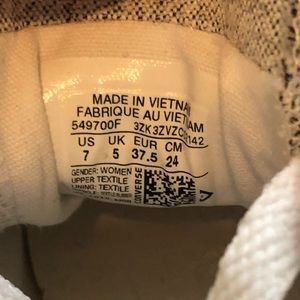 MADE IN VIETNAM
FABRIQUE AU VIETNAM
549700F 3ZK3ZVZC
US UK EUR CM
7 5 37.5 24
GENDER: WOMEN
UPPER TEXTILE
LINING: TEXTILE
CONVERSE